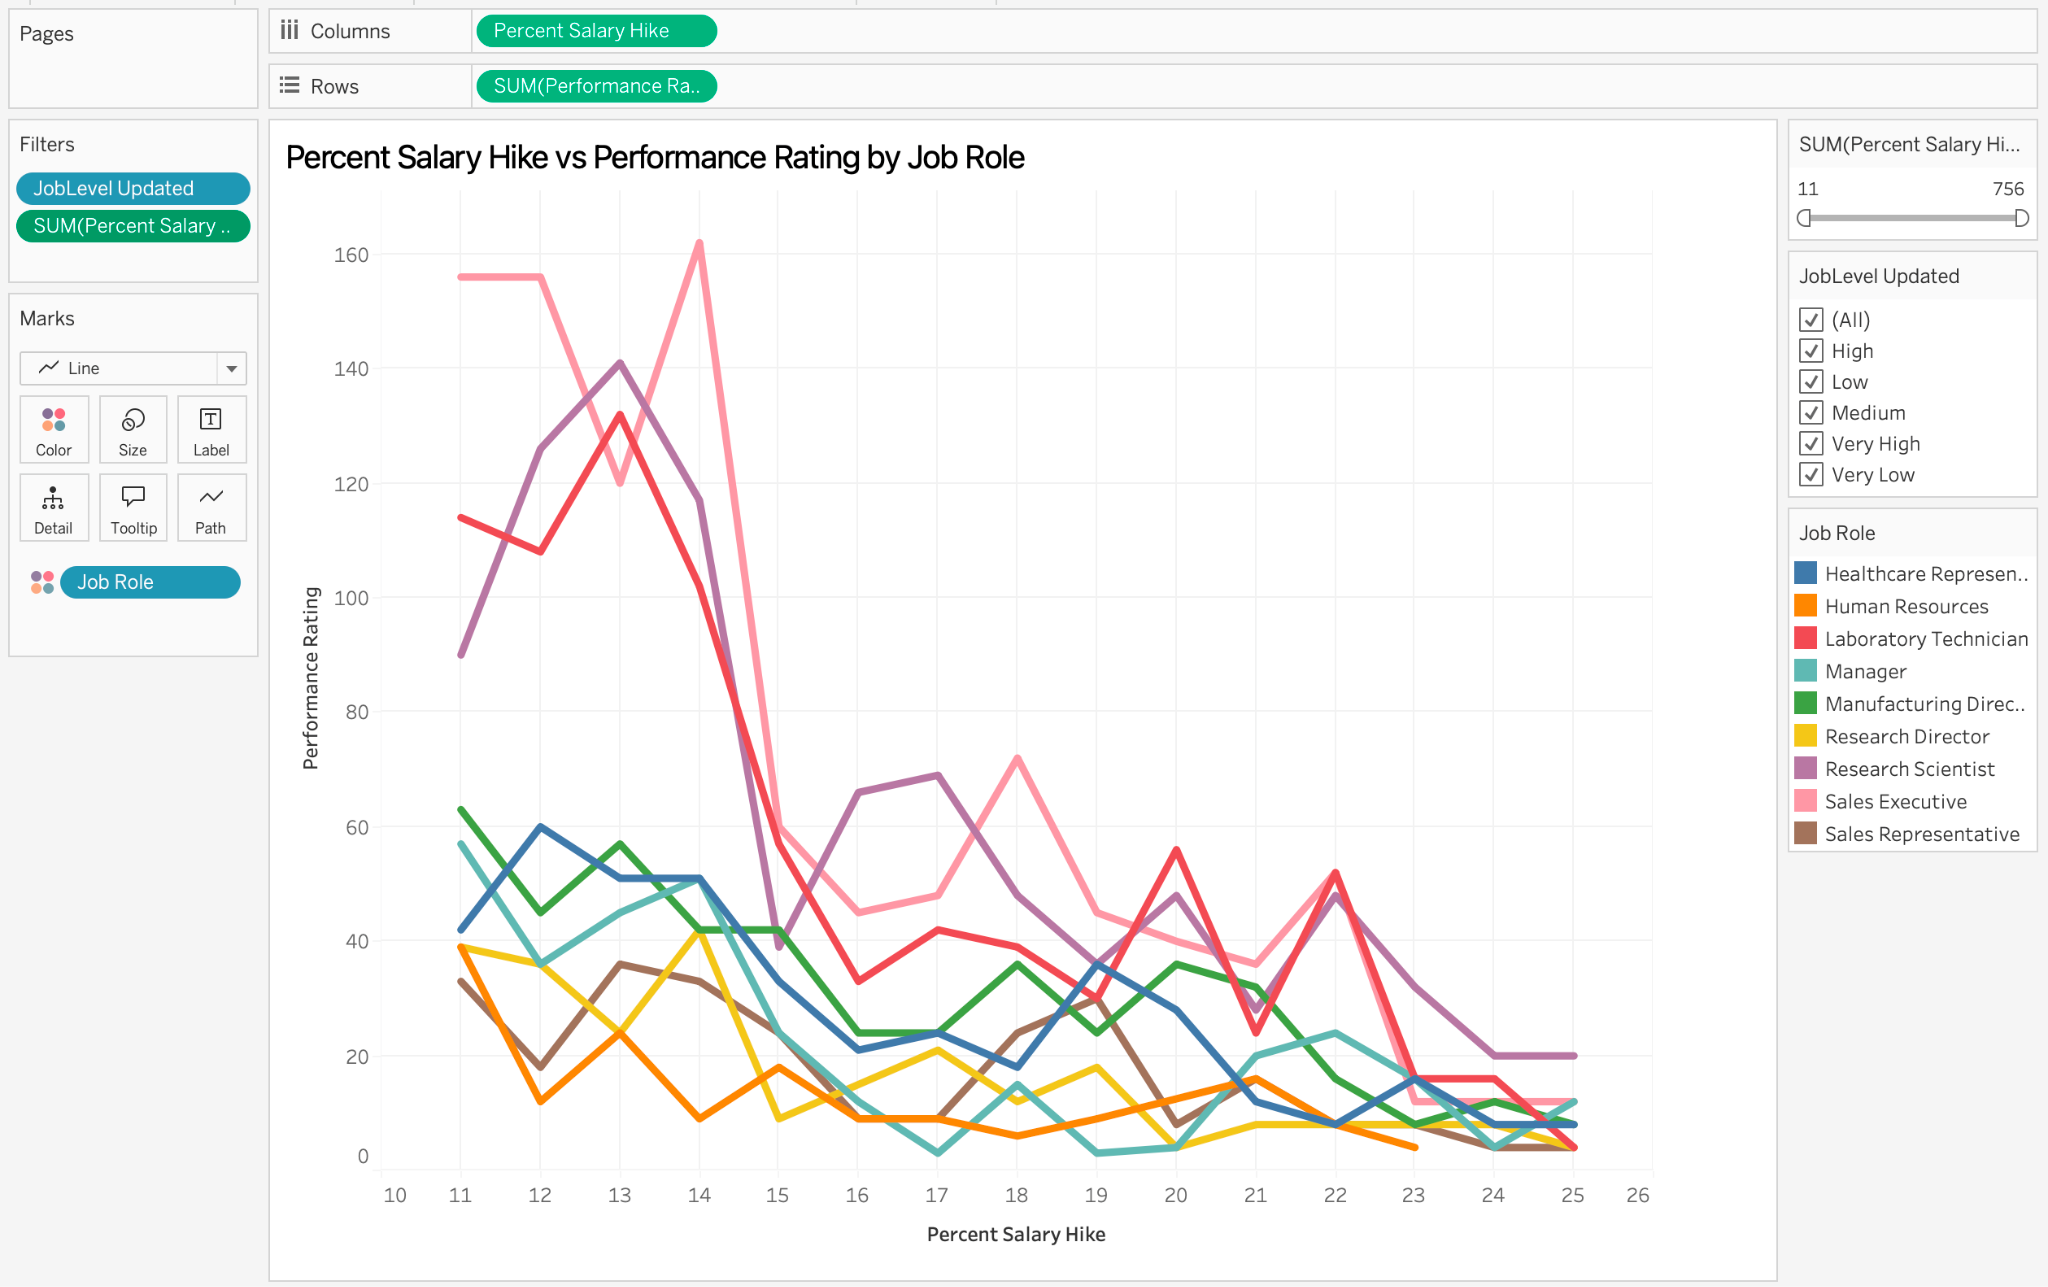 Pages
Columns
Percent Salary Hike
Rows
SUM(Performance Ra..
Filters
JobLevel Updated
SUM(Percent Salary ..
Marks
Line
Color
Size
Label
Detail
Tooltip
Path
Job Role
Percent Salary Hike vs Performance Rating by Job Role
Performance Rating
160
140
120
100
80
60
40
20
0
10 11 12 13 14 15 16 17 18 19 20 21 22 23 24 25 26
Percent Salary Hike
SUM(Percent Salary Hi...
11 756
JobLevel Updated
(All)
High
Low
Medium
Very High
Very Low
Job Role
Healthcare Represen..
Human Resources
Laboratory Technician
Manager
Manufacturing Direc..
Research Director
Research Scientist
Sales Executive
Sales Representative